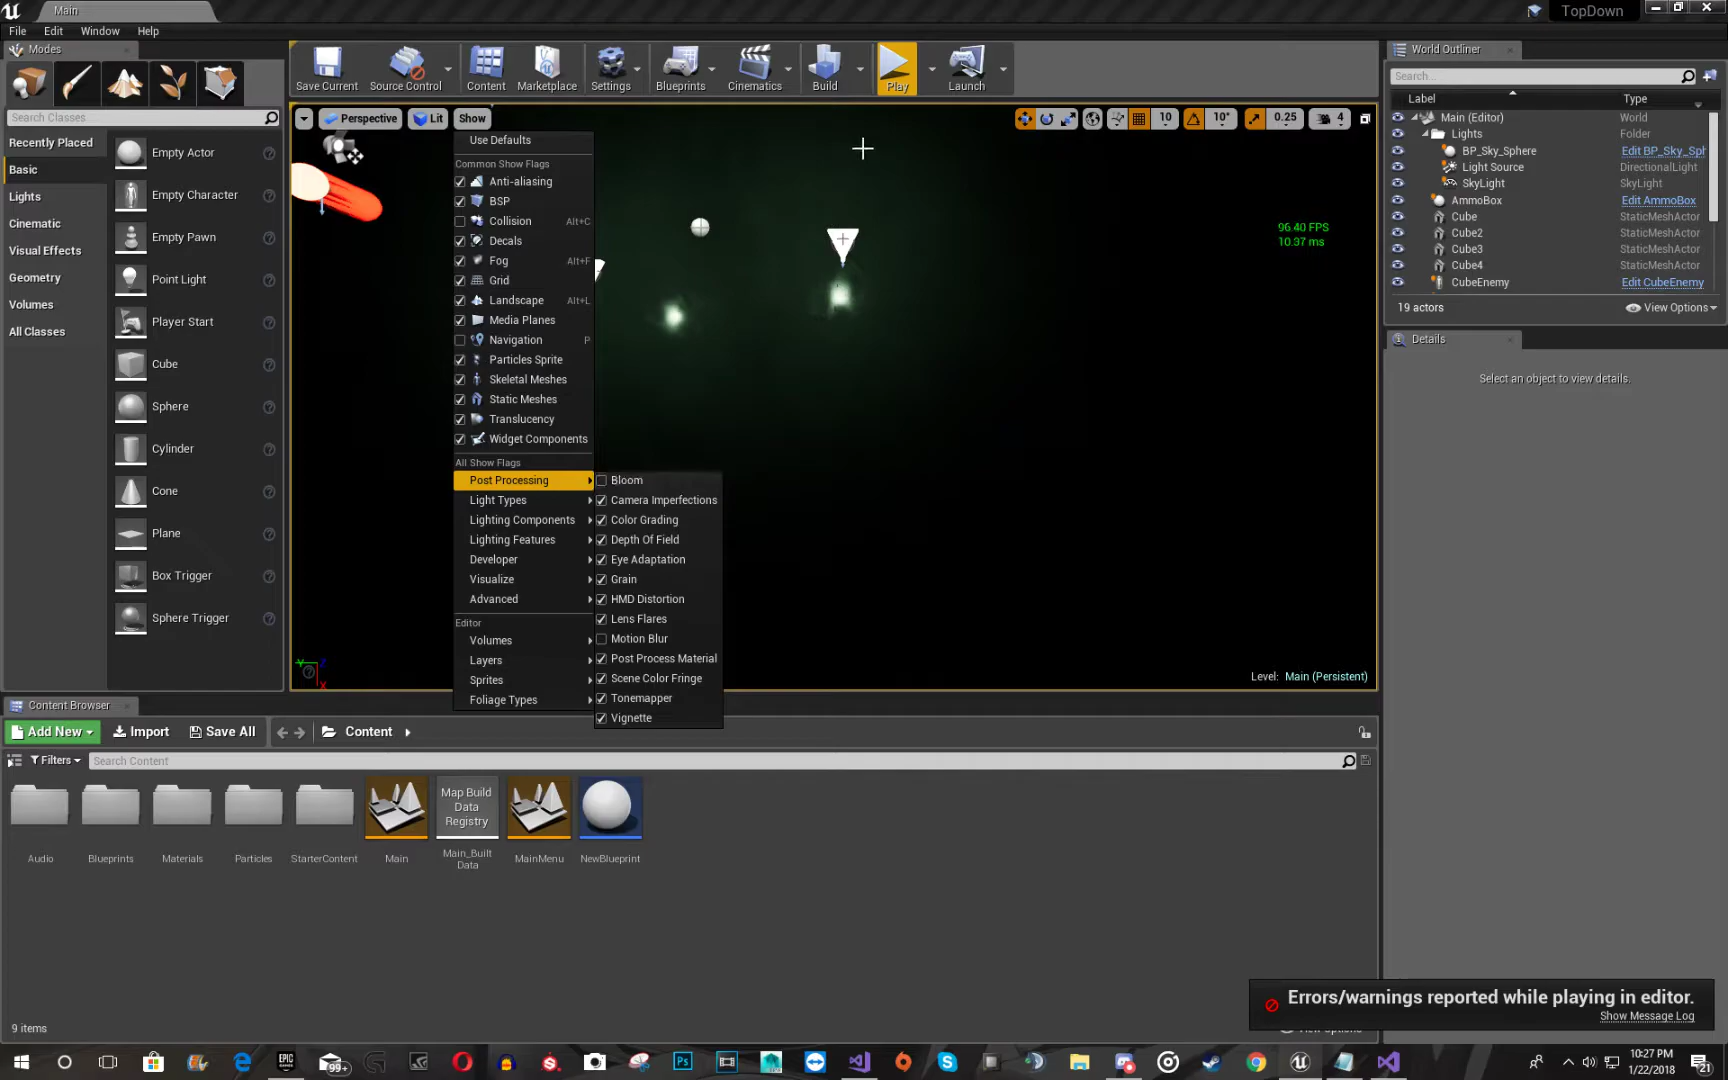 Main
TopDown
File Edit Window Help
Modes
Search Classes
Recently Placed
Basic
Lights
Cinematic
Visual Effects
Geometry
Volumes
All Classes
Empty Actor
Empty Character
Empty Pawn
Point Light
Player Start
Cube
Sphere
Cylinder
Cone
Plane
Box Trigger
Sphere Trigger
Save Current Source Control Content Marketplace Settings Blueprints Cinematics Build Play Launch
Perspective Lit Show
10 10° 0.25 4
Use Defaults
Common Show Flags
Anti-aliasing
BSP
Collision Alt+C
Decals
Fog Alt+F
Grid
Landscape Alt+L
Media Planes
Navigation P
Particles Sprite
Skeletal Meshes
Static Meshes
Translucency
Widget Components
All Show Flags
Post Processing
Light Types
Lighting Components
Lighting Features
Developer
Visualize
Advanced
Editor
Volumes
Layers
Sprites
Foliage Types
Bloom
Camera Imperfections
Color Grading
Depth Of Field
Eye Adaptation
Grain
HMD Distortion
Lens Flares
Motion Blur
Post Process Material
Scene Color Fringe
Tonemapper
Vignette
96.40 FPS
10.37 ms
Level: Main (Persistent)
World Outliner
Search...
Label Type
Main (Editor) World
Lights Folder
BP_Sky_Sphere Edit BP_Sky_Sph
Light Source DirectionalLight
SkyLight SkyLight
AmmoBox Edit AmmoBox
Cube StaticMeshActor
Cube2 StaticMeshActor
Cube3 StaticMeshActor
Cube4 StaticMeshActor
CubeEnemy Edit CubeEnemy
19 actors View Options
Details
Select an object to view details.
Content Browser
Add New Import Save All Content
Filters Search Content
Map Build
Data
Registry
Audio Blueprints Materials Particles StarterContent Main Main_Built
Data MainMenu NewBlueprint
9 items
Errors/warnings reported while playing in editor.
Show Message Log
EPIC
GAMES
99+
Ps
10:27 PM
1/22/2018
21